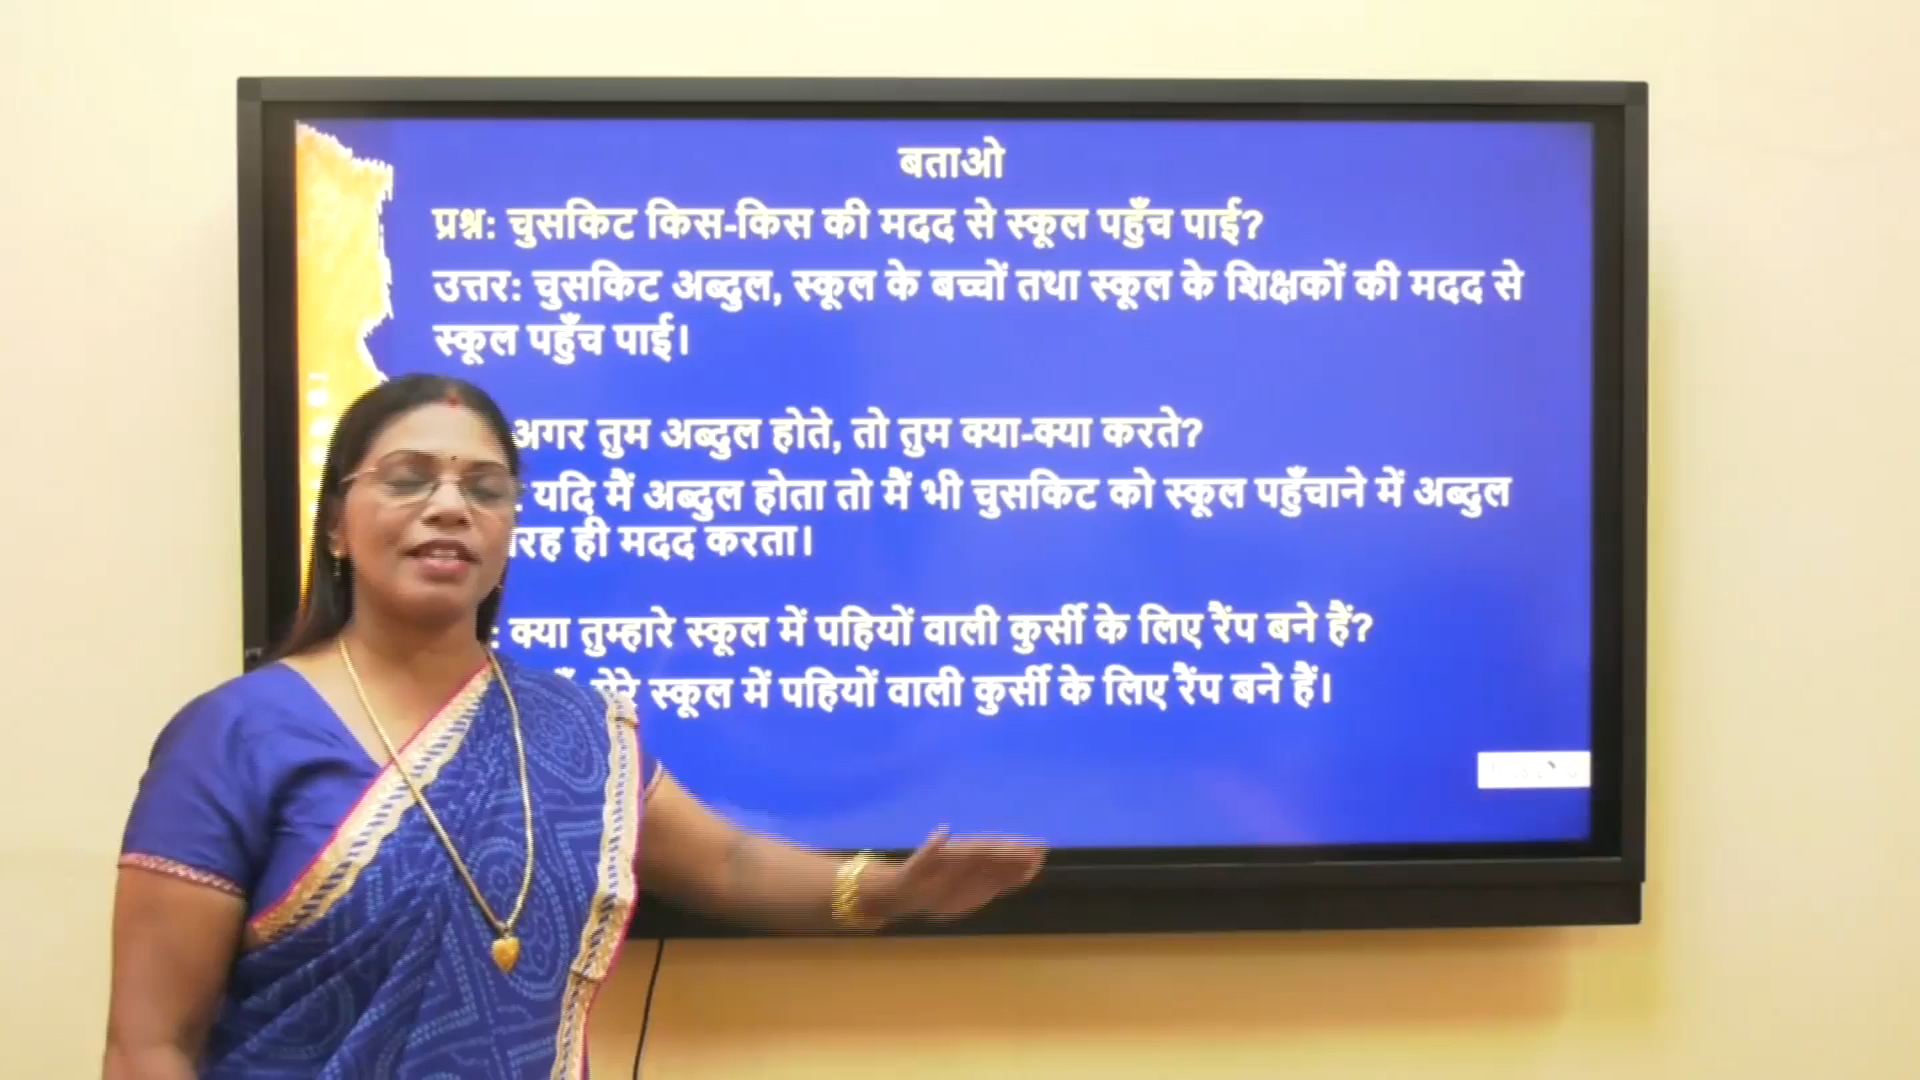 बताओ
प्रश्न: चुसकिट किस-किस की मदद से स्कूल पहुँच पाई?
उत्तर: चुसकिट अब्दुल, स्कूल के बच्चों तथा स्कूल के शिक्षकों की मदद से
स्कूल पहुँच पाई।
अगर तुम अब्दुल होते, तो तुम क्या-क्या करते?
: यदि मैं अब्दुल होता तो मैं भी चुसकिट को स्कूल पहुँचाने में अब्दुल
ही मदद करता।
: क्या तुम्हारे स्कूल में पहियों वाली कुर्सी के लिए रैंप बने हैं?
मेरे स्कूल में पहियों वाली कुर्सी के लिए रैंप बने हैं।